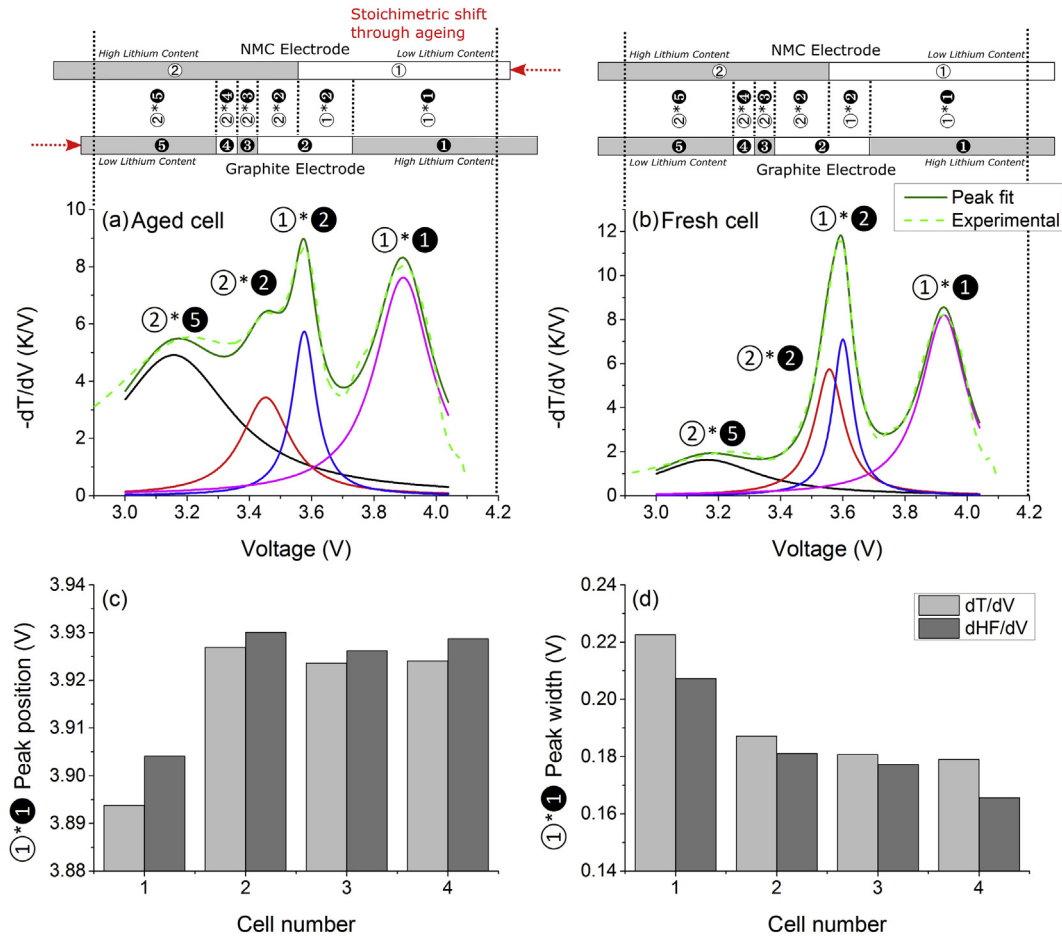 Stoichimetric shift
through ageing
High Lithium Content
NMC Electrode
Low Lithium Content
② ①
②*❺ ②*❹ ②*❸ ②*❷ ①*❷ ①*❶
❺ ❹ ❸ ❷ ❶
Low Lithium Content
Graphite Electrode
High Lithium Content
High Lithium Content
NMC Electrode
Low Lithium Content
② ①
②*❺ ②*❹ ②*❸ ②*❷ ①*❷ ①*❶
❺ ❹ ❸ ❷ ❶
Low Lithium Content
Graphite Electrode
High Lithium Content
(a) Aged cell
①*❷
①*❶
②*❷
②*❺
-dT/dV (K/V)
10
8
6
4
2
0
3.0 3.2 3.4 3.6 3.8 4.0 4.2
Voltage (V)
(b) Fresh cell
Peak fit
Experimental
①*❷
①*❶
②*❷
②*❺
-dT/dV (K/V)
12
10
8
6
4
2
0
3.0 3.2 3.4 3.6 3.8 4.0 4.2
Voltage (V)
(c)
①*❶ Peak position (V)
3.94
3.93
3.92
3.91
3.90
3.89
3.88
1 2 3 4
Cell number
(d)
dT/dV
dHF/dV
①*❶ Peak width (V)
0.24
0.22
0.20
0.18
0.16
0.14
1 2 3 4
Cell number